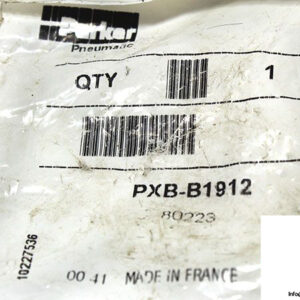 Parker
Pneumatic
QTY 1
PXB-B1912
80223
10227536
00 41 MADE IN FRANCE